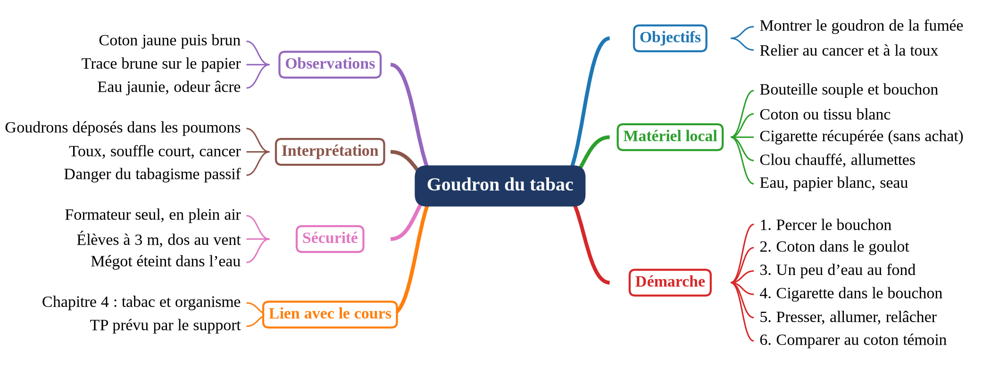 Goudron du tabac
Objectifs
Montrer le goudron de la fumée
Relier au cancer et à la toux
Matériel local
Bouteille souple et bouchon
Coton ou tissu blanc
Cigarette récupérée (sans achat)
Clou chauffé, allumettes
Eau, papier blanc, seau
Démarche
1. Percer le bouchon
2. Coton dans le goulot
3. Un peu d’eau au fond
4. Cigarette dans le bouchon
5. Presser, allumer, relâcher
6. Comparer au coton témoin
Observations
Coton jaune puis brun
Trace brune sur le papier
Eau jaunie, odeur âcre
Interprétation
Goudrons déposés dans les poumons
Toux, souffle court, cancer
Danger du tabagisme passif
Sécurité
Formateur seul, en plein air
Élèves à 3 m, dos au vent
Mégot éteint dans l’eau
Lien avec le cours
Chapitre 4 : tabac et organisme
TP prévu par le support